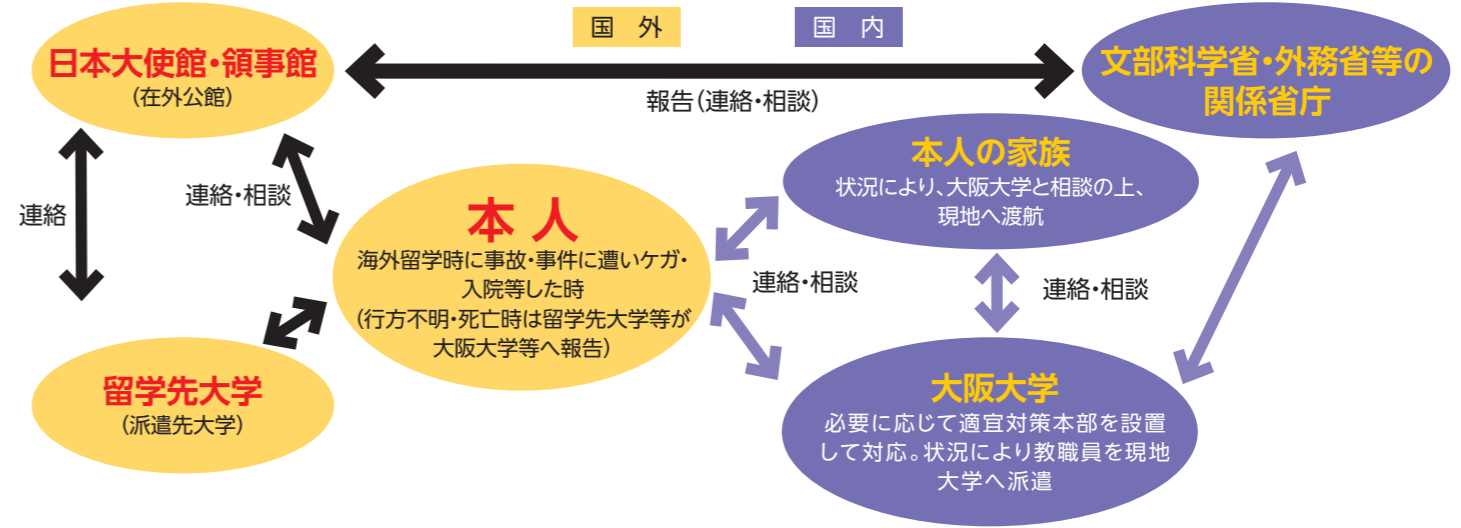 国 外
国 内
日本大使館・領事館
(在外公館)
文部科学省・外務省等の
関係省庁
報告(連絡・相談)
本人の家族
状況により、大阪大学と相談の上、
現地へ渡航
連絡・相談
連絡
本 人
海外留学時に事故・事件に遭いケガ・
入院等した時
(行方不明・死亡時は留学先大学等が
大阪大学等へ報告)
連絡・相談
連絡・相談
留学先大学
(派遣先大学)
大阪大学
必要に応じて適宜対策本部を設置
して対応。状況により教職員を現地
大学へ派遣